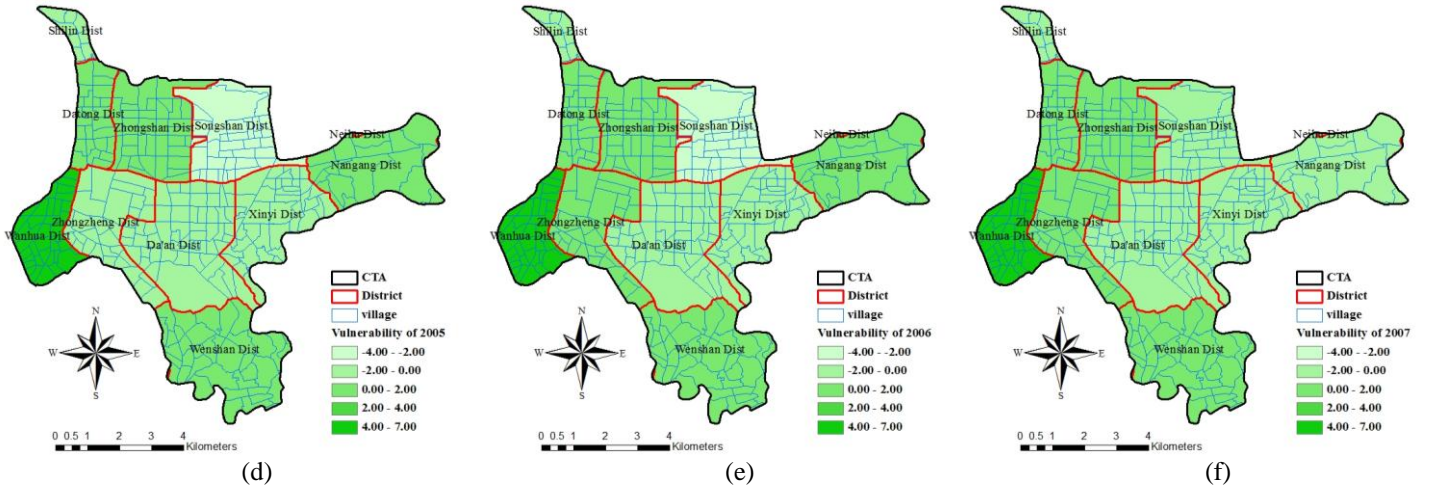 Shilin Dist
Datong Dist
Zhongshan Dist
Songshan Dist
Neihu Dist
Nangang Dist
Zhongzheng Dist
Xinyi Dist
Wanhua Dist
Da'an Dist
Wenshan Dist
CTA
District
village
Vulnerability of 2005
-4.00 - -2.00
-2.00 - 0.00
0.00 - 2.00
2.00 - 4.00
4.00 - 7.00
N
W
E
S
0 0.5 1 2 3 4
Kilometers
(d)
Shilin Dist
Datong Dist
Zhongshan Dist
Songshan Dist
Neihu Dist
Nangang Dist
Zhongzheng Dist
Xinyi Dist
Wanhua Dist
Da'an Dist
Wenshan Dist
CTA
District
village
Vulnerability of 2006
-4.00 - -2.00
-2.00 - 0.00
0.00 - 2.00
2.00 - 4.00
4.00 - 7.00
N
W
E
S
0 0.5 1 2 3 4
Kilometers
(e)
Shilin Dist
Datong Dist
Zhongshan Dist
Songshan Dist
Neihu Dist
Nangang Dist
Zhongzheng Dist
Xinyi Dist
Wanhua Dist
Da'an Dist
Wenshan Dist
CTA
District
village
Vulnerability of 2007
-4.00 - -2.00
-2.00 - 0.00
0.00 - 2.00
2.00 - 4.00
4.00 - 7.00
N
W
E
S
0 0.5 1 2 3 4
Kilometers
(f)